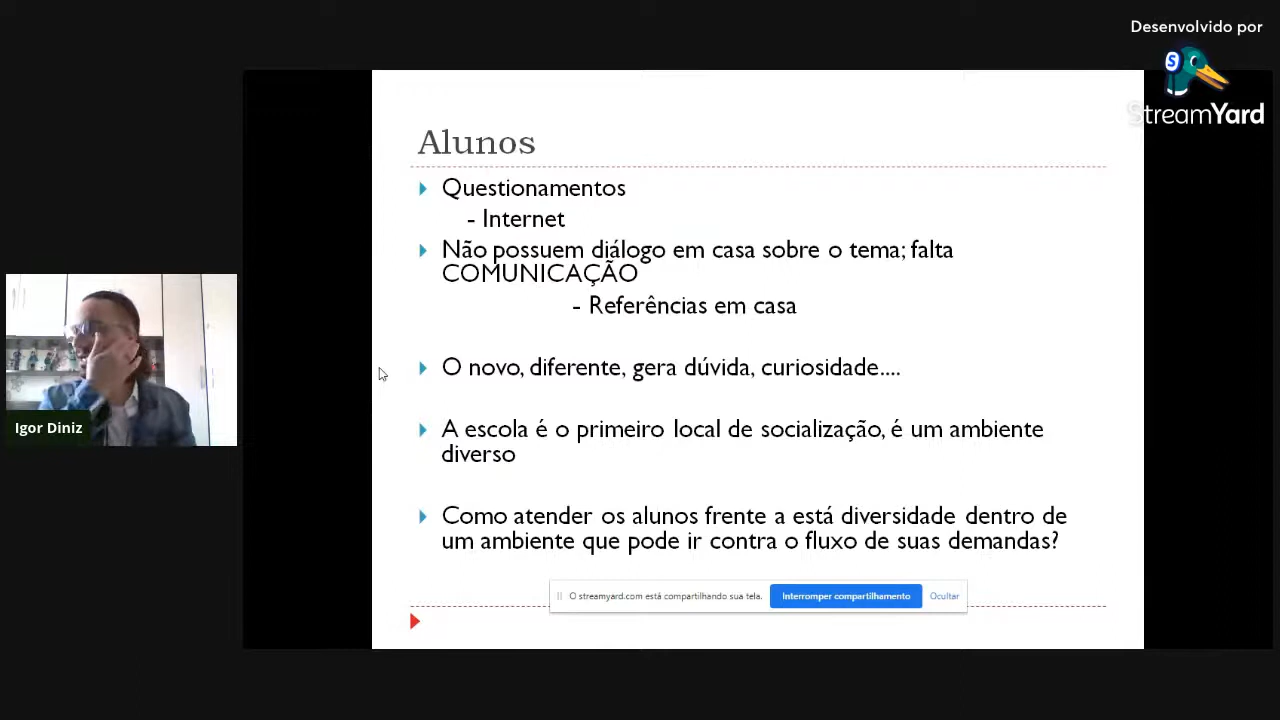 Desenvolvido por
StreamYard
Alunos
Questionamentos
- Internet
Não possuem diálogo em casa sobre o tema; falta
COMUNICAÇÃO
- Referências em casa
O novo, diferente, gera dúvida, curiosidade....
A escola é o primeiro local de socialização, é um ambiente
diverso
Como atender os alunos frente a está diversidade dentro de
um ambiente que pode ir contra o fluxo de suas demandas?
Igor Diniz
O streamyard.com está compartilhando sua tela. Interromper compartilhamento Ocultar